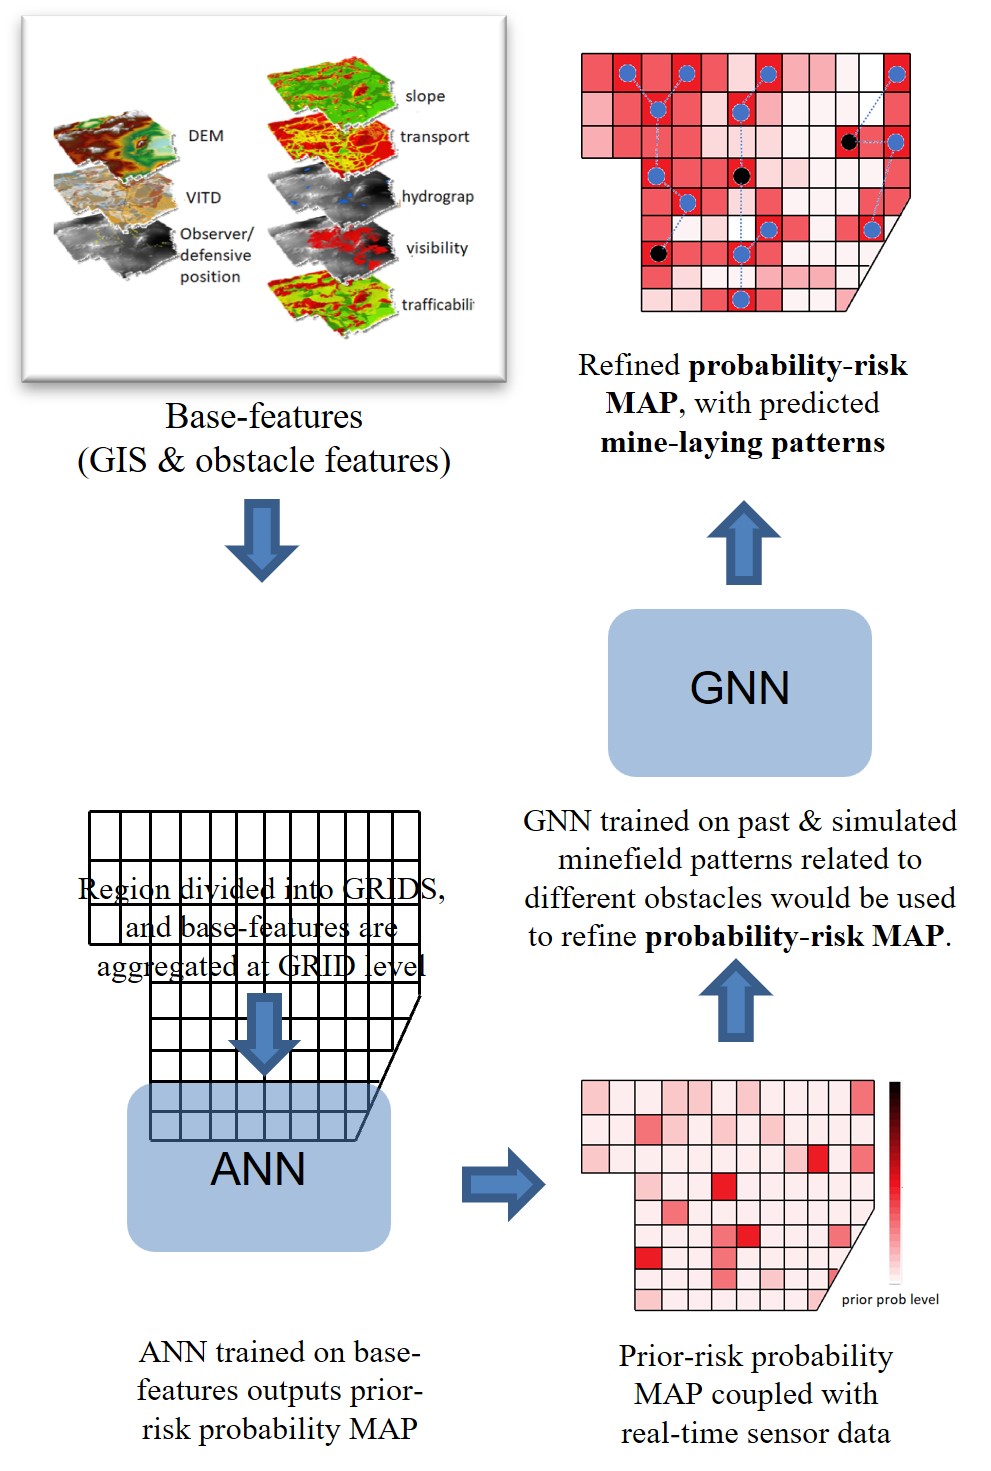 DEM
VITD
Observer/
defensive
position
slope
transport
hydrograp
visibility
trafficabili
Base-features
(GIS & obstacle features)
Region divided into GRIDS,
and base-features are
aggregated at GRID level
ANN
ANN trained on base-
features outputs prior-
risk probability MAP
prior prob level
Prior-risk probability
MAP coupled with
real-time sensor data
GNN trained on past & simulated
minefield patterns related to
different obstacles would be used
to refine probability-risk MAP.
GNN
Refined probability-risk
MAP, with predicted
mine-laying patterns